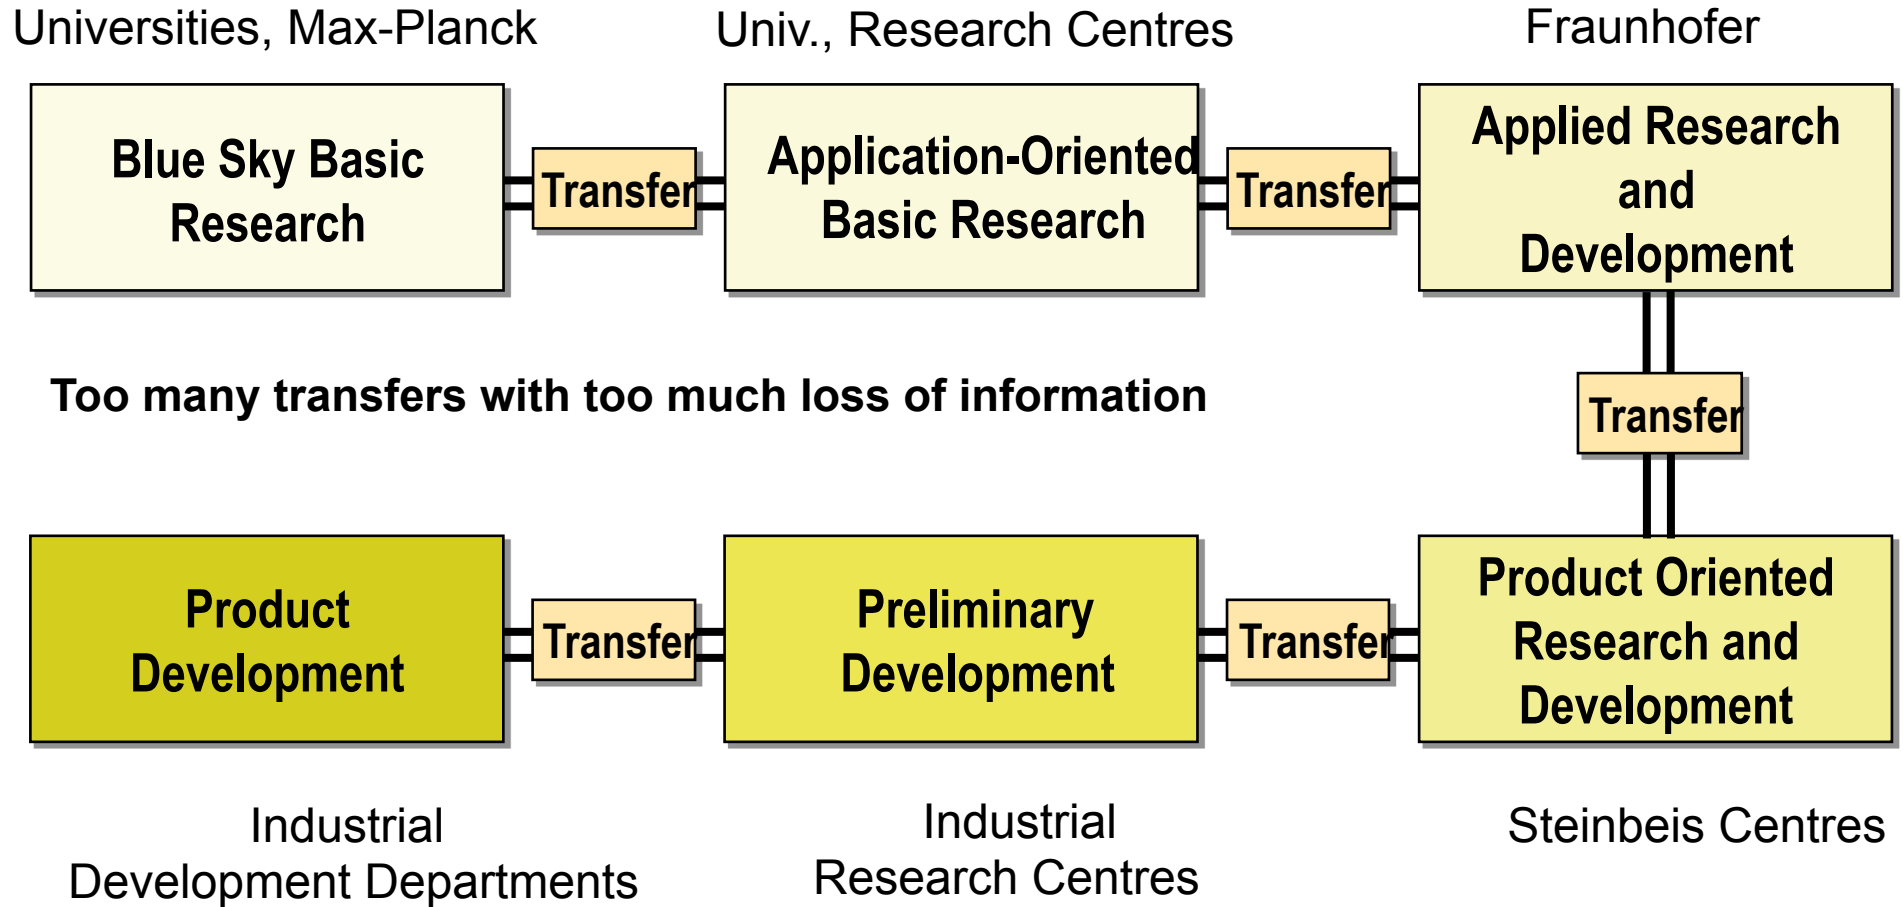 Universities, Max-Planck
Univ., Research Centres
Fraunhofer
Blue Sky Basic
Research
Transfer
Application-Oriented
Basic Research
Transfer
Applied Research
and
Development
Too many transfers with too much loss of information
Transfer
Product
Development
Transfer
Preliminary
Development
Transfer
Product Oriented
Research and
Development
Industrial
Development Departments
Industrial
Research Centres
Steinbeis Centres